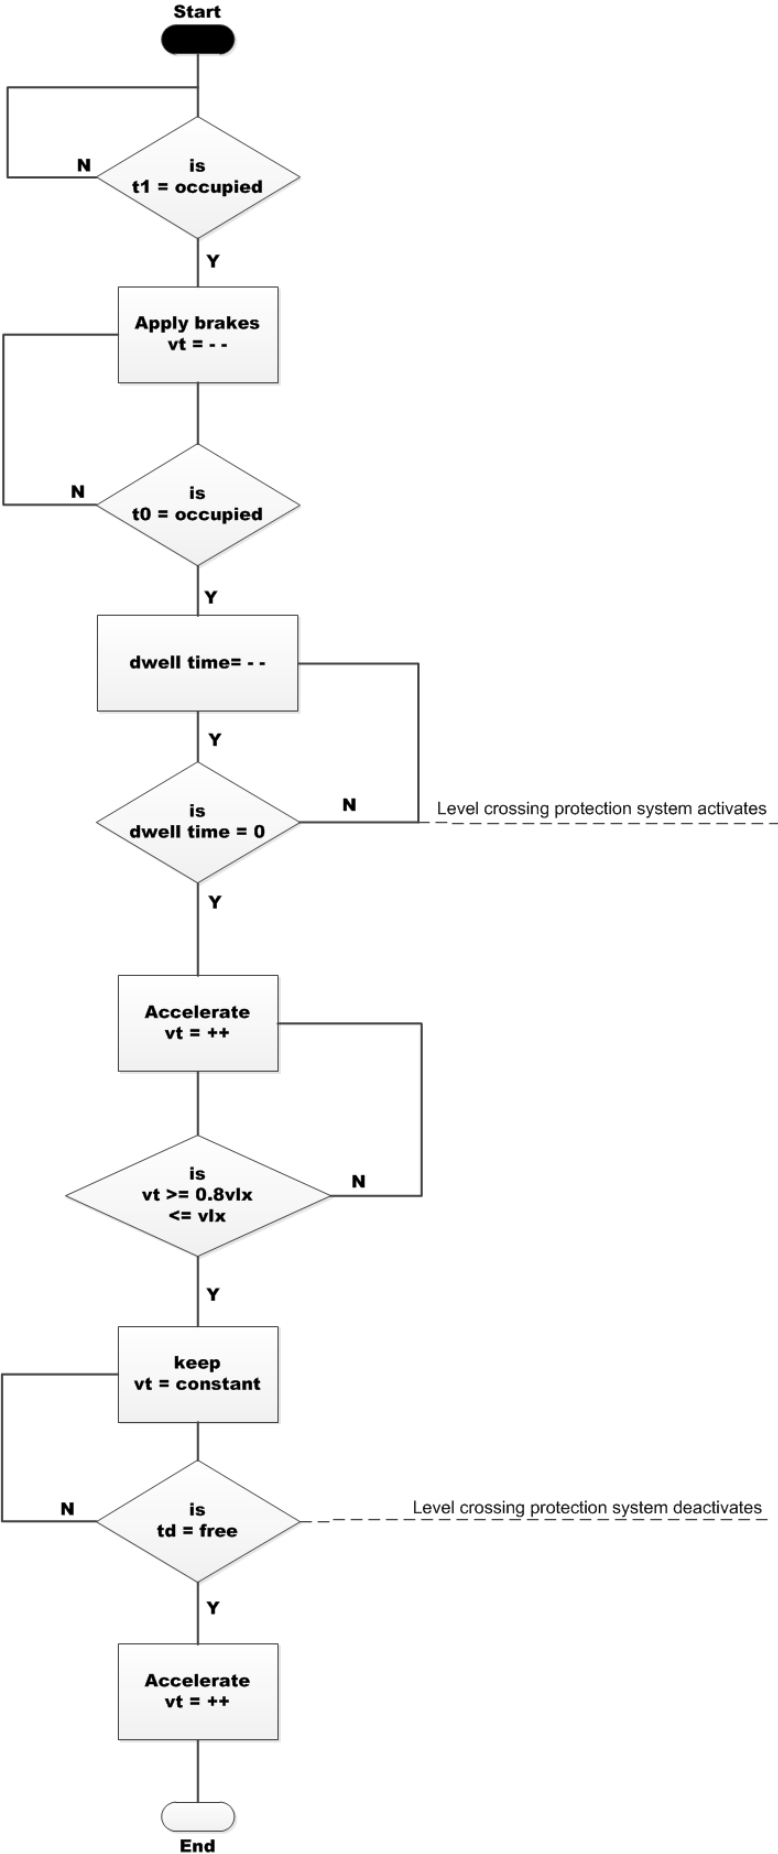 Start
is
t1 = occupied
N
Y
Apply brakes
vt = - -
is
t0 = occupied
N
Y
dwell time= - -
Y
is
dwell time = 0
N
Level crossing protection system activates
Y
Accelerate
vt = ++
is
vt >= 0.8vlx
<= vlx
N
Y
keep
vt = constant
is
td = free
N
Level crossing protection system deactivates
Y
Accelerate
vt = ++
End